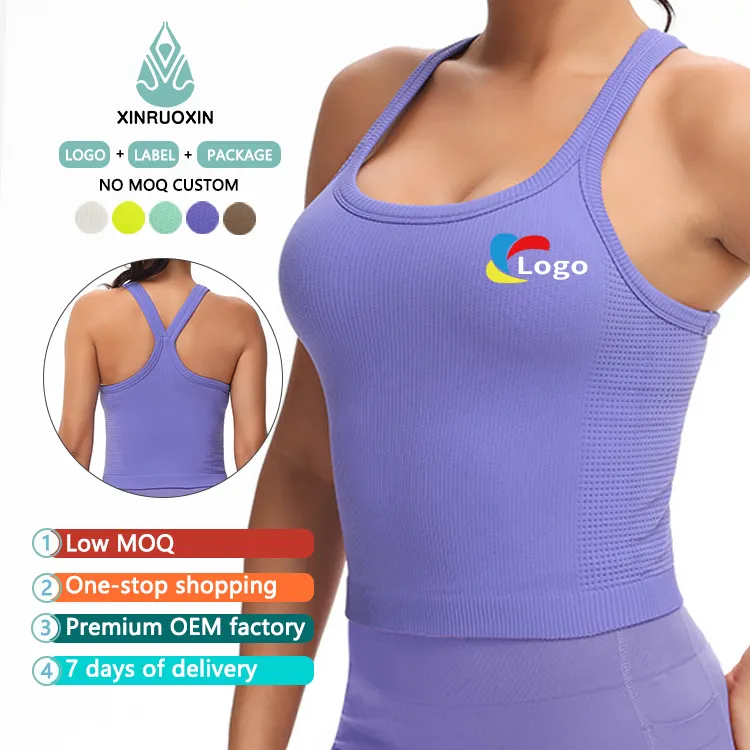 XINRUOXIN
LOGO + LABEL + PACKAGE
NO MOQ CUSTOM
Logo
1 Low MOQ
2 One-stop shopping
3 Premium OEM factory
4 7 days of delivery